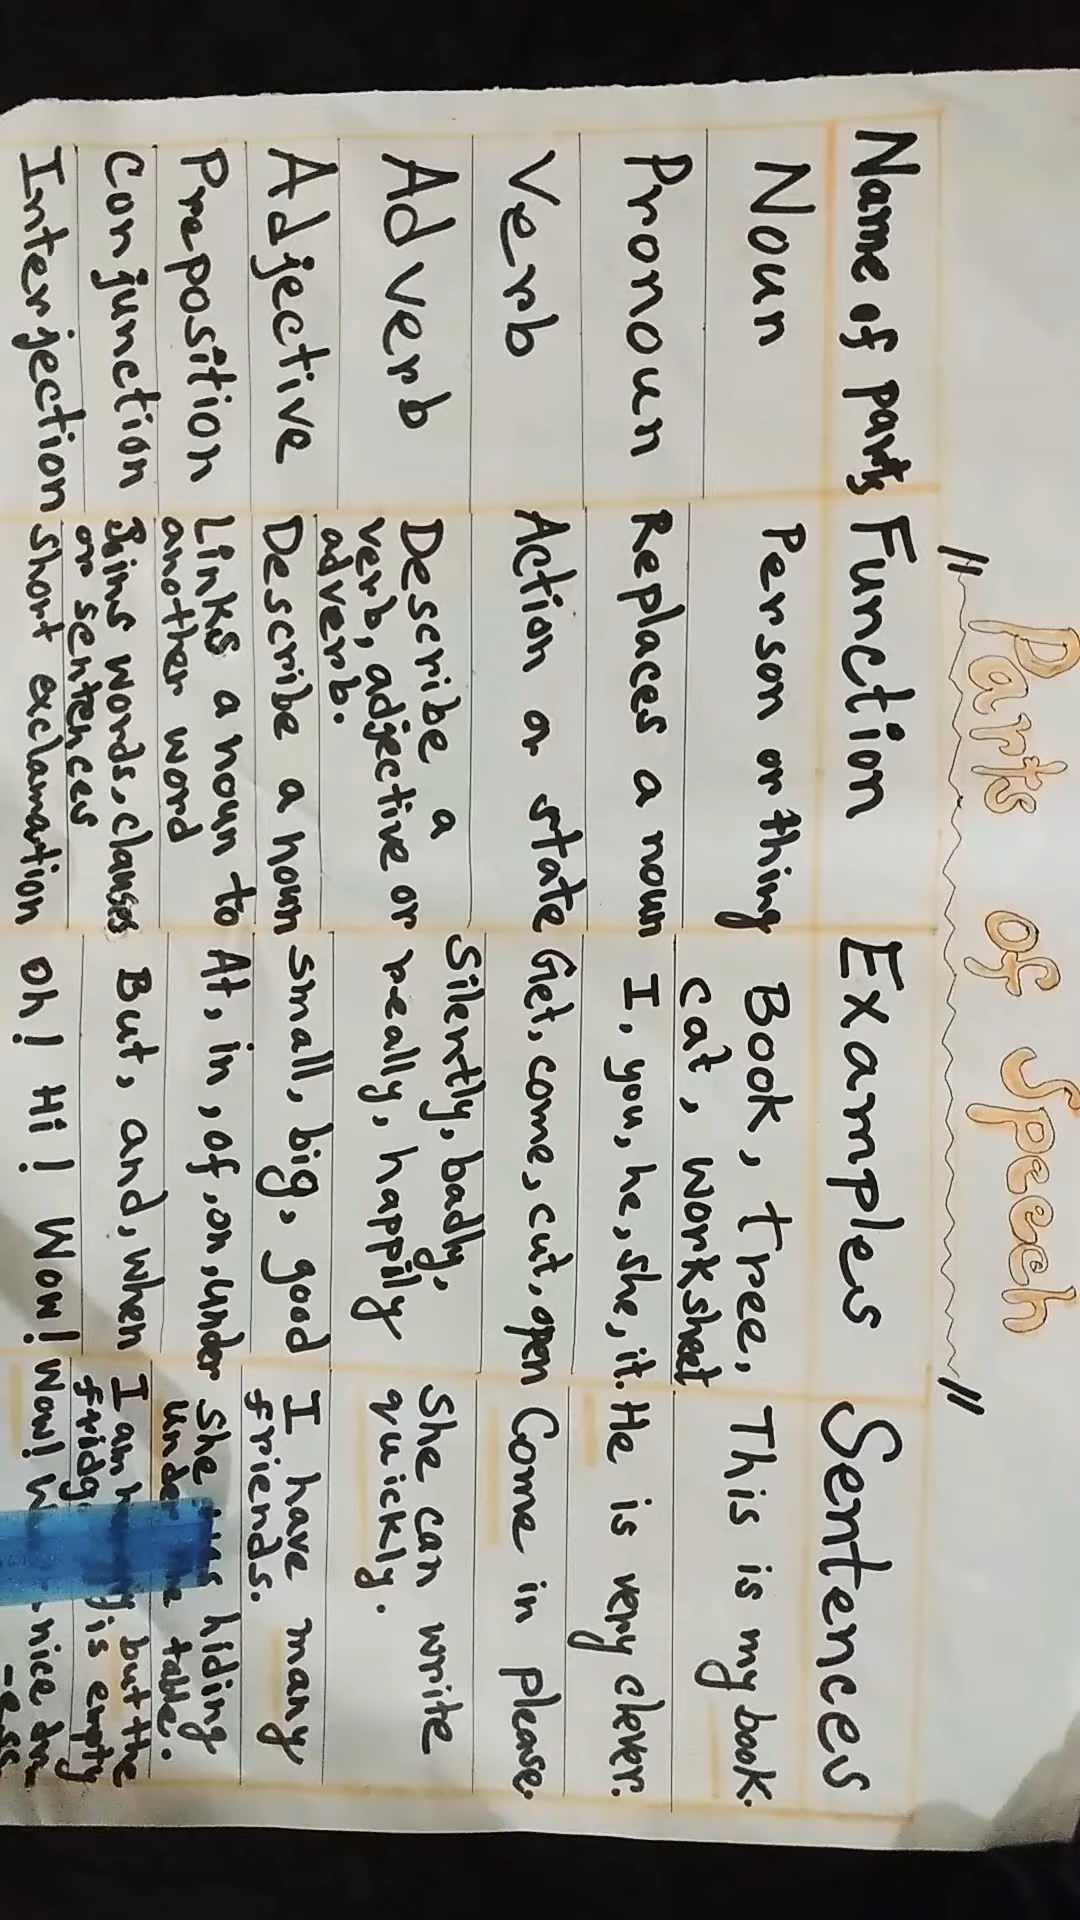 "Parts of Speech"
Name of parts Function Examples Sentences
Noun Person or thing Book, tree, This is my book.
cat, worksheet
Pronoun Replaces a noun I, you, he, she, it. He is very clever.
Verb Action or state Get, come, cut, open Come in please.
Adverb Describe a Silently, badly, She can write
verb, adjective or really, happily quickly.
adverb.
Adjective Describe a noun small, big, good I have many
friends.
Preposition Links a noun to At, in, of, on, under She hiding
another word under table.
Conjunction Joins words, clauses But, and, when I am but the
or sentences is empty
Interjection short exclamation Oh! Hi! Wow! Wow! nice